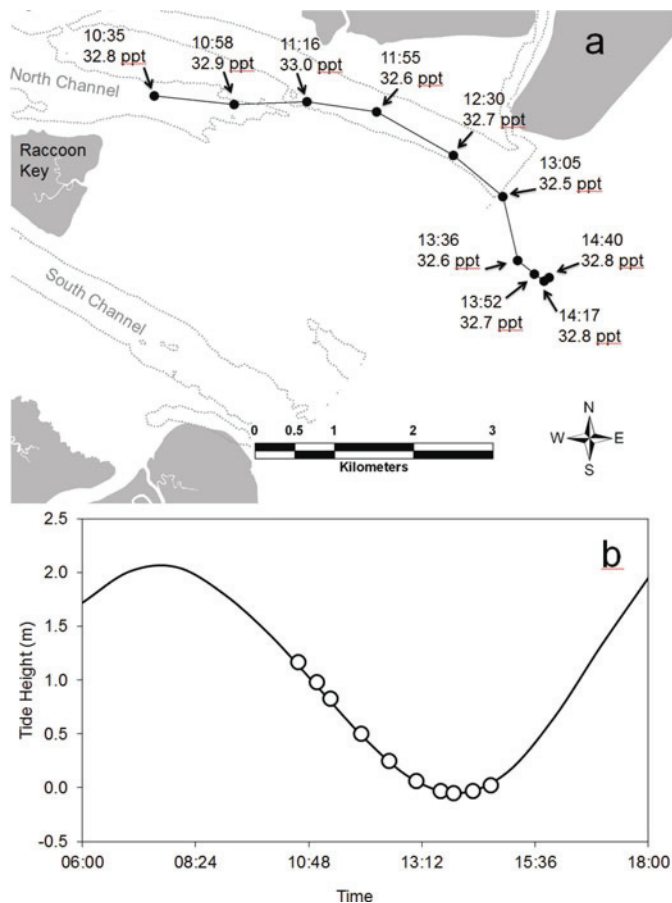 a
10:35
32.8 ppt
10:58
32.9 ppt
11:16
33.0 ppt
11:55
32.6 ppt
12:30
32.7 ppt
13:05
32.5 ppt
North Channel
Raccoon
Key
13:36
32.6 ppt
14:40
32.8 ppt
13:52
32.7 ppt
14:17
32.8 ppt
South Channel
0 0.5 1 2 3
Kilometers
N
W E
S
b
2.5
2.0
1.5
1.0
0.5
0.0
-0.5
Tide Height (m)
06:00 08:24 10:48 13:12 15:36 18:00
Time